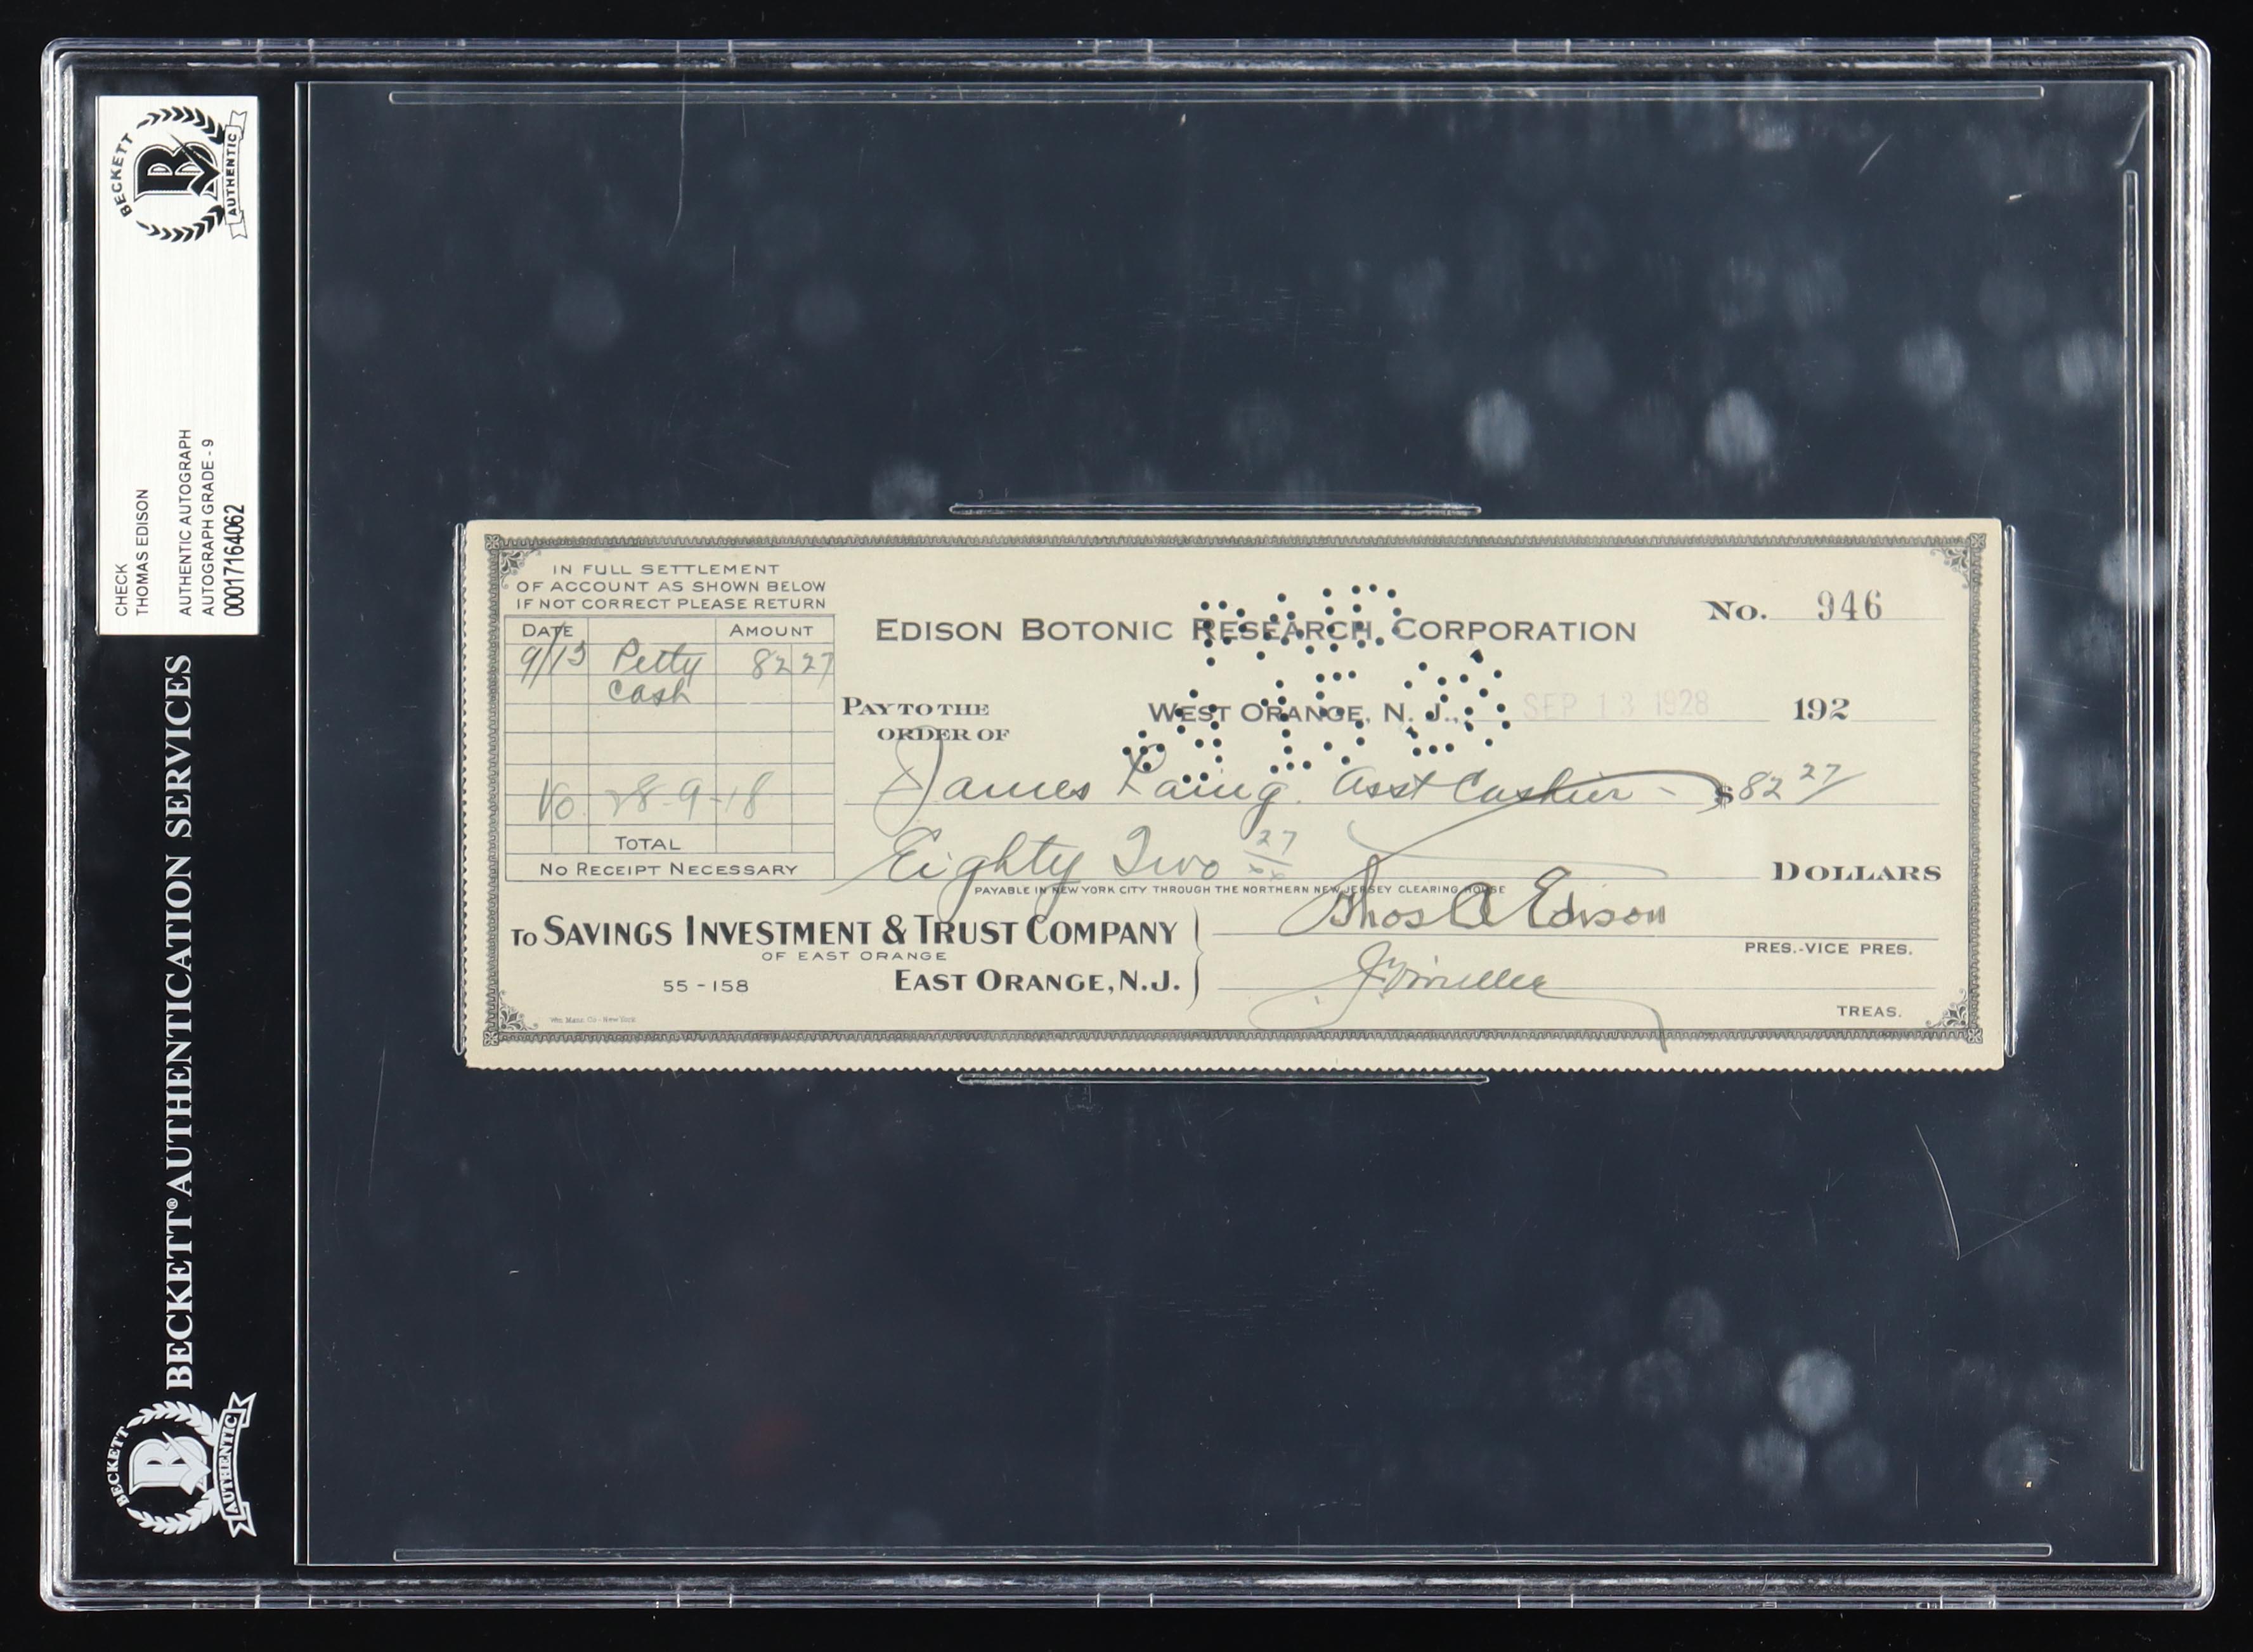 BECKETT
B
AUTHENTIC
CHECK
THOMAS EDISON
AUTHENTIC AUTOGRAPH
AUTOGRAPH GRADE - 9
00017164062
BECKETT® AUTHENTICATION SERVICES
BECKETT
B
AUTHENTIC
IN FULL SETTLEMENT
OF ACCOUNT AS SHOWN BELOW
IF NOT CORRECT PLEASE RETURN
DATE AMOUNT
9/13 Petty 82 27
cash
Vo. 28-9-18
TOTAL
NO RECEIPT NECESSARY
No. 946
EDISON BOTONIC RESEARCH CORPORATION
WEST ORANGE, N. J., SEP 13 1928 192
PAY TO THE
ORDER OF
James Laing. Asst Cashier - $82 27
Eighty Two 27/xx DOLLARS
PAYABLE IN NEW YORK CITY THROUGH THE NORTHERN NEW JERSEY CLEARING HOUSE
TO SAVINGS INVESTMENT & TRUST COMPANY
OF EAST ORANGE
55-158 EAST ORANGE, N.J.
Thos A Edison
PRES.-VICE PRES.
TREAS.